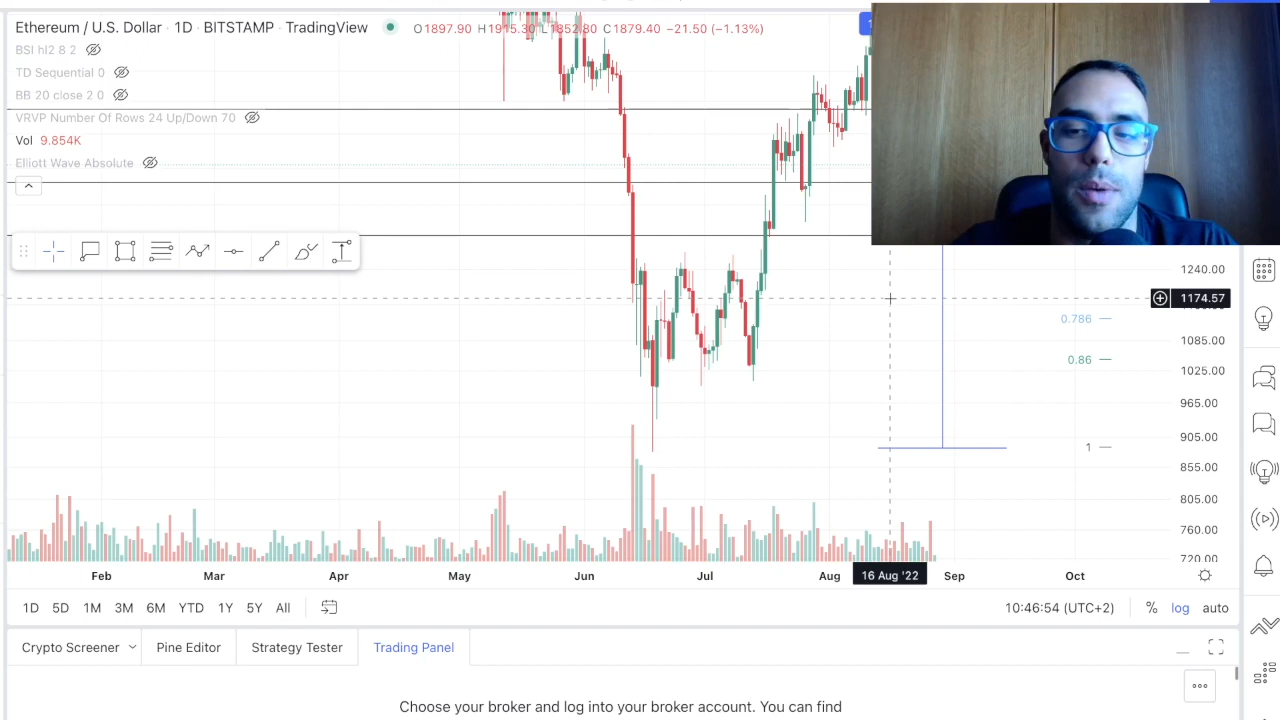 Ethereum / U.S. Dollar · 1D · BITSTAMP · TradingView
O1897.90 H1915.30 L1852.80 C1879.40 −21.50 (−1.13%)
BSI hl2 8 2
TD Sequential 0
BB 20 close 2 0
VRVP Number Of Rows 24 Up/Down 70
Vol 9.854K
Elliott Wave Absolute
1240.00
1174.57
0.786
1085.00
0.86
1025.00
965.00
905.00
1
855.00
805.00
760.00
720.00
Feb Mar Apr May Jun Jul Aug 16 Aug '22 Sep Oct
1D 5D 1M 3M 6M YTD 1Y 5Y All
10:46:54 (UTC+2) % log auto
Crypto Screener Pine Editor Strategy Tester Trading Panel
Choose your broker and log into your broker account. You can find